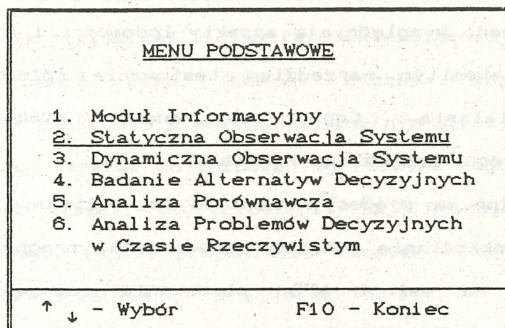 MENU PODSTAWOWE
1. Moduł Informacyjny
2. Statyczna Obserwacja Systemu
3. Dynamiczna Obserwacja Systemu
4. Badanie Alternatyw Decyzyjnych
5. Analiza Porównawcza
6. Analiza Problemów Decyzyjnych
w Czasie Rzeczywistym
↑ ↓ - Wybór F10 - Koniec